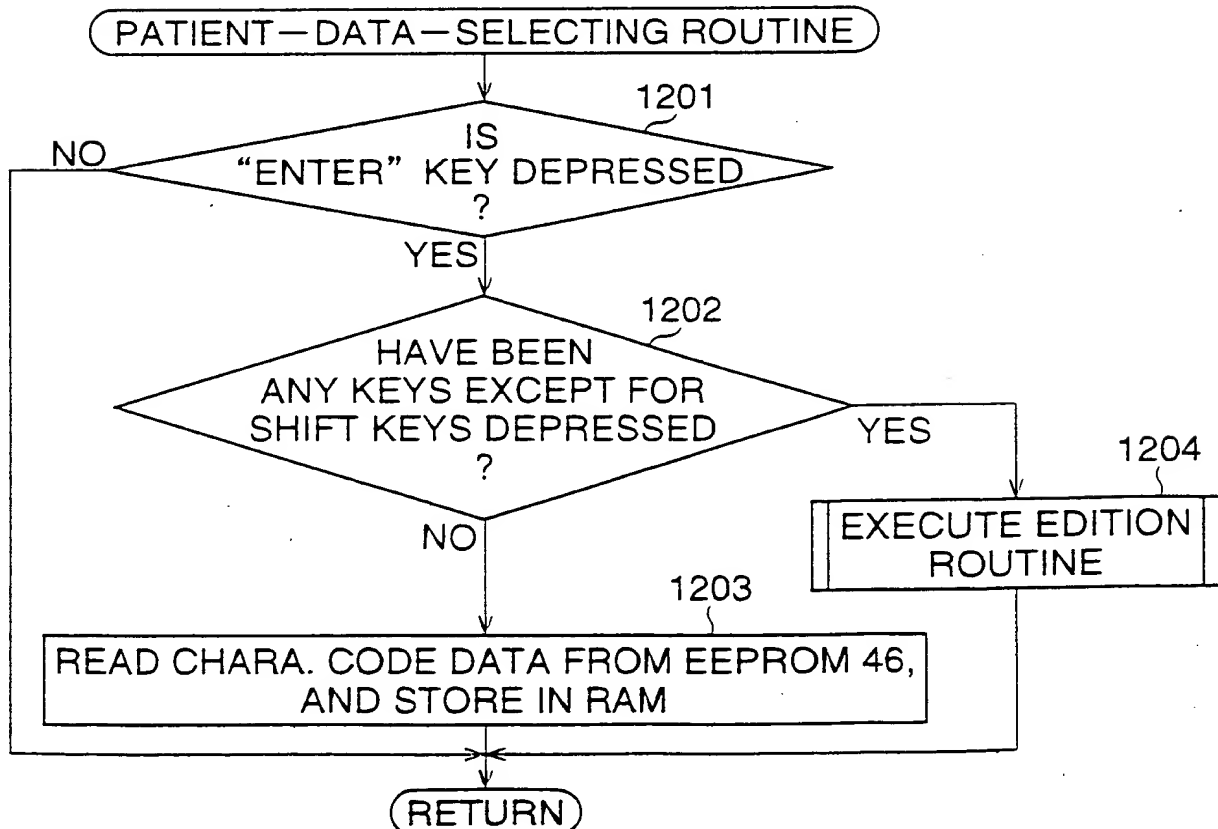 PATIENT—DATA—SELECTING ROUTINE
1201
IS
NO
“ENTER” KEY DEPRESSED
?
YES
1202
HAVE BEEN
ANY KEYS EXCEPT FOR
SHIFT KEYS DEPRESSED
?
YES
1204
NO
EXECUTE EDITION
ROUTINE
1203
READ CHARA. CODE DATA FROM EEPROM 46,
AND STORE IN RAM
RETURN